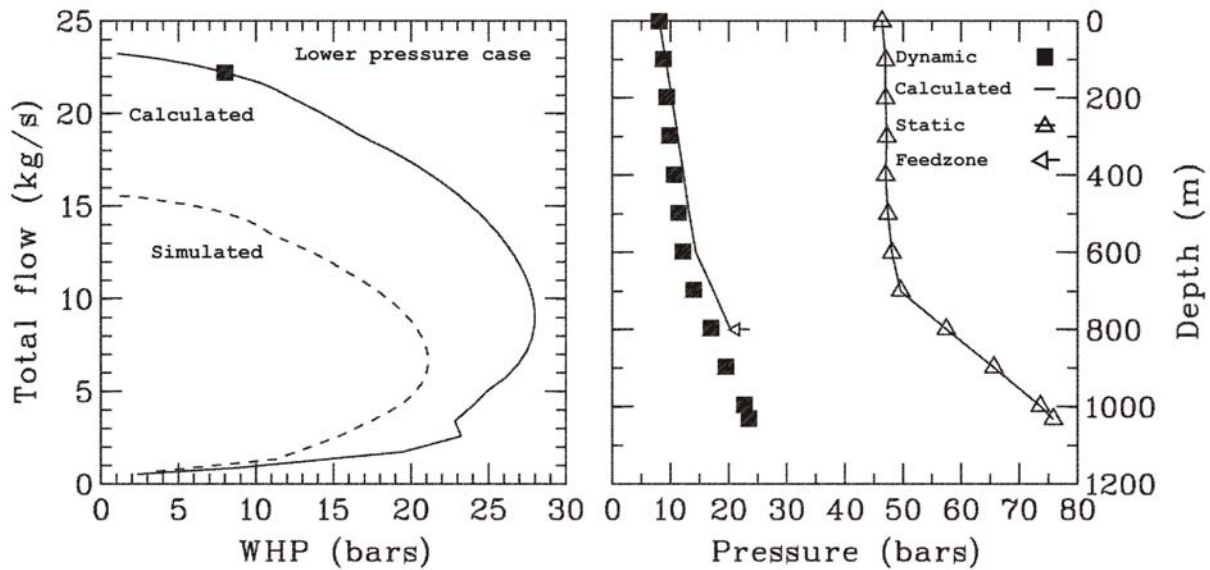 25
20
15
10
5
0
Total flow (kg/s)
Lower pressure case
Calculated
Simulated
0 5 10 15 20 25 30
WHP (bars)
Dynamic
Calculated
Static
Feedzone
0
200
400
600
800
1000
1200
Depth (m)
0 10 20 30 40 50 60 70 80
Pressure (bars)